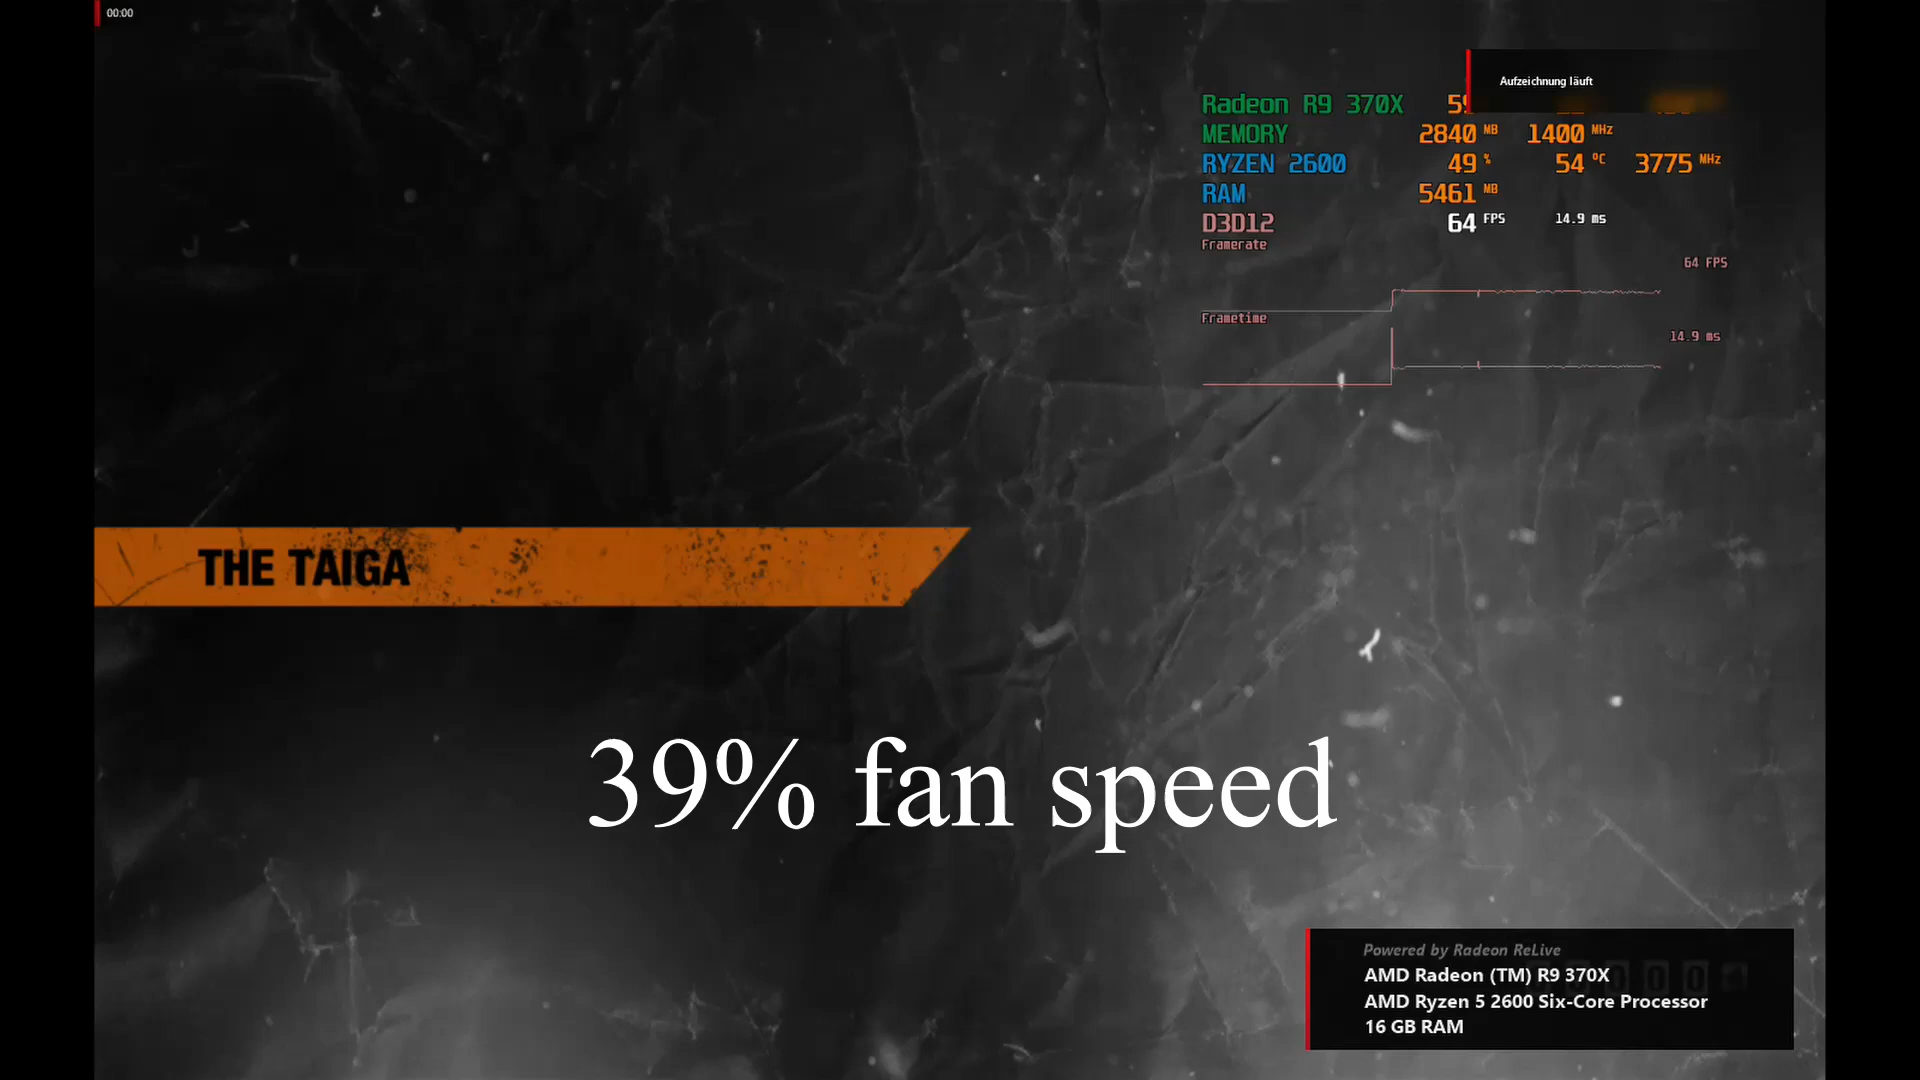 00:00
Aufzeichnung läuft
Radeon R9 370X
MEMORY 2840 MB 1400 MHz
RYZEN 2600 49 % 54 °C 3775 MHz
RAM 5461 MB
D3D12 64 FPS 14.9 ms
Framerate
64 FPS
Frametime
14.9 ms
THE TAIGA
39% fan speed
Powered by Radeon ReLive
AMD Radeon (TM) R9 370X
AMD Ryzen 5 2600 Six-Core Processor
16 GB RAM